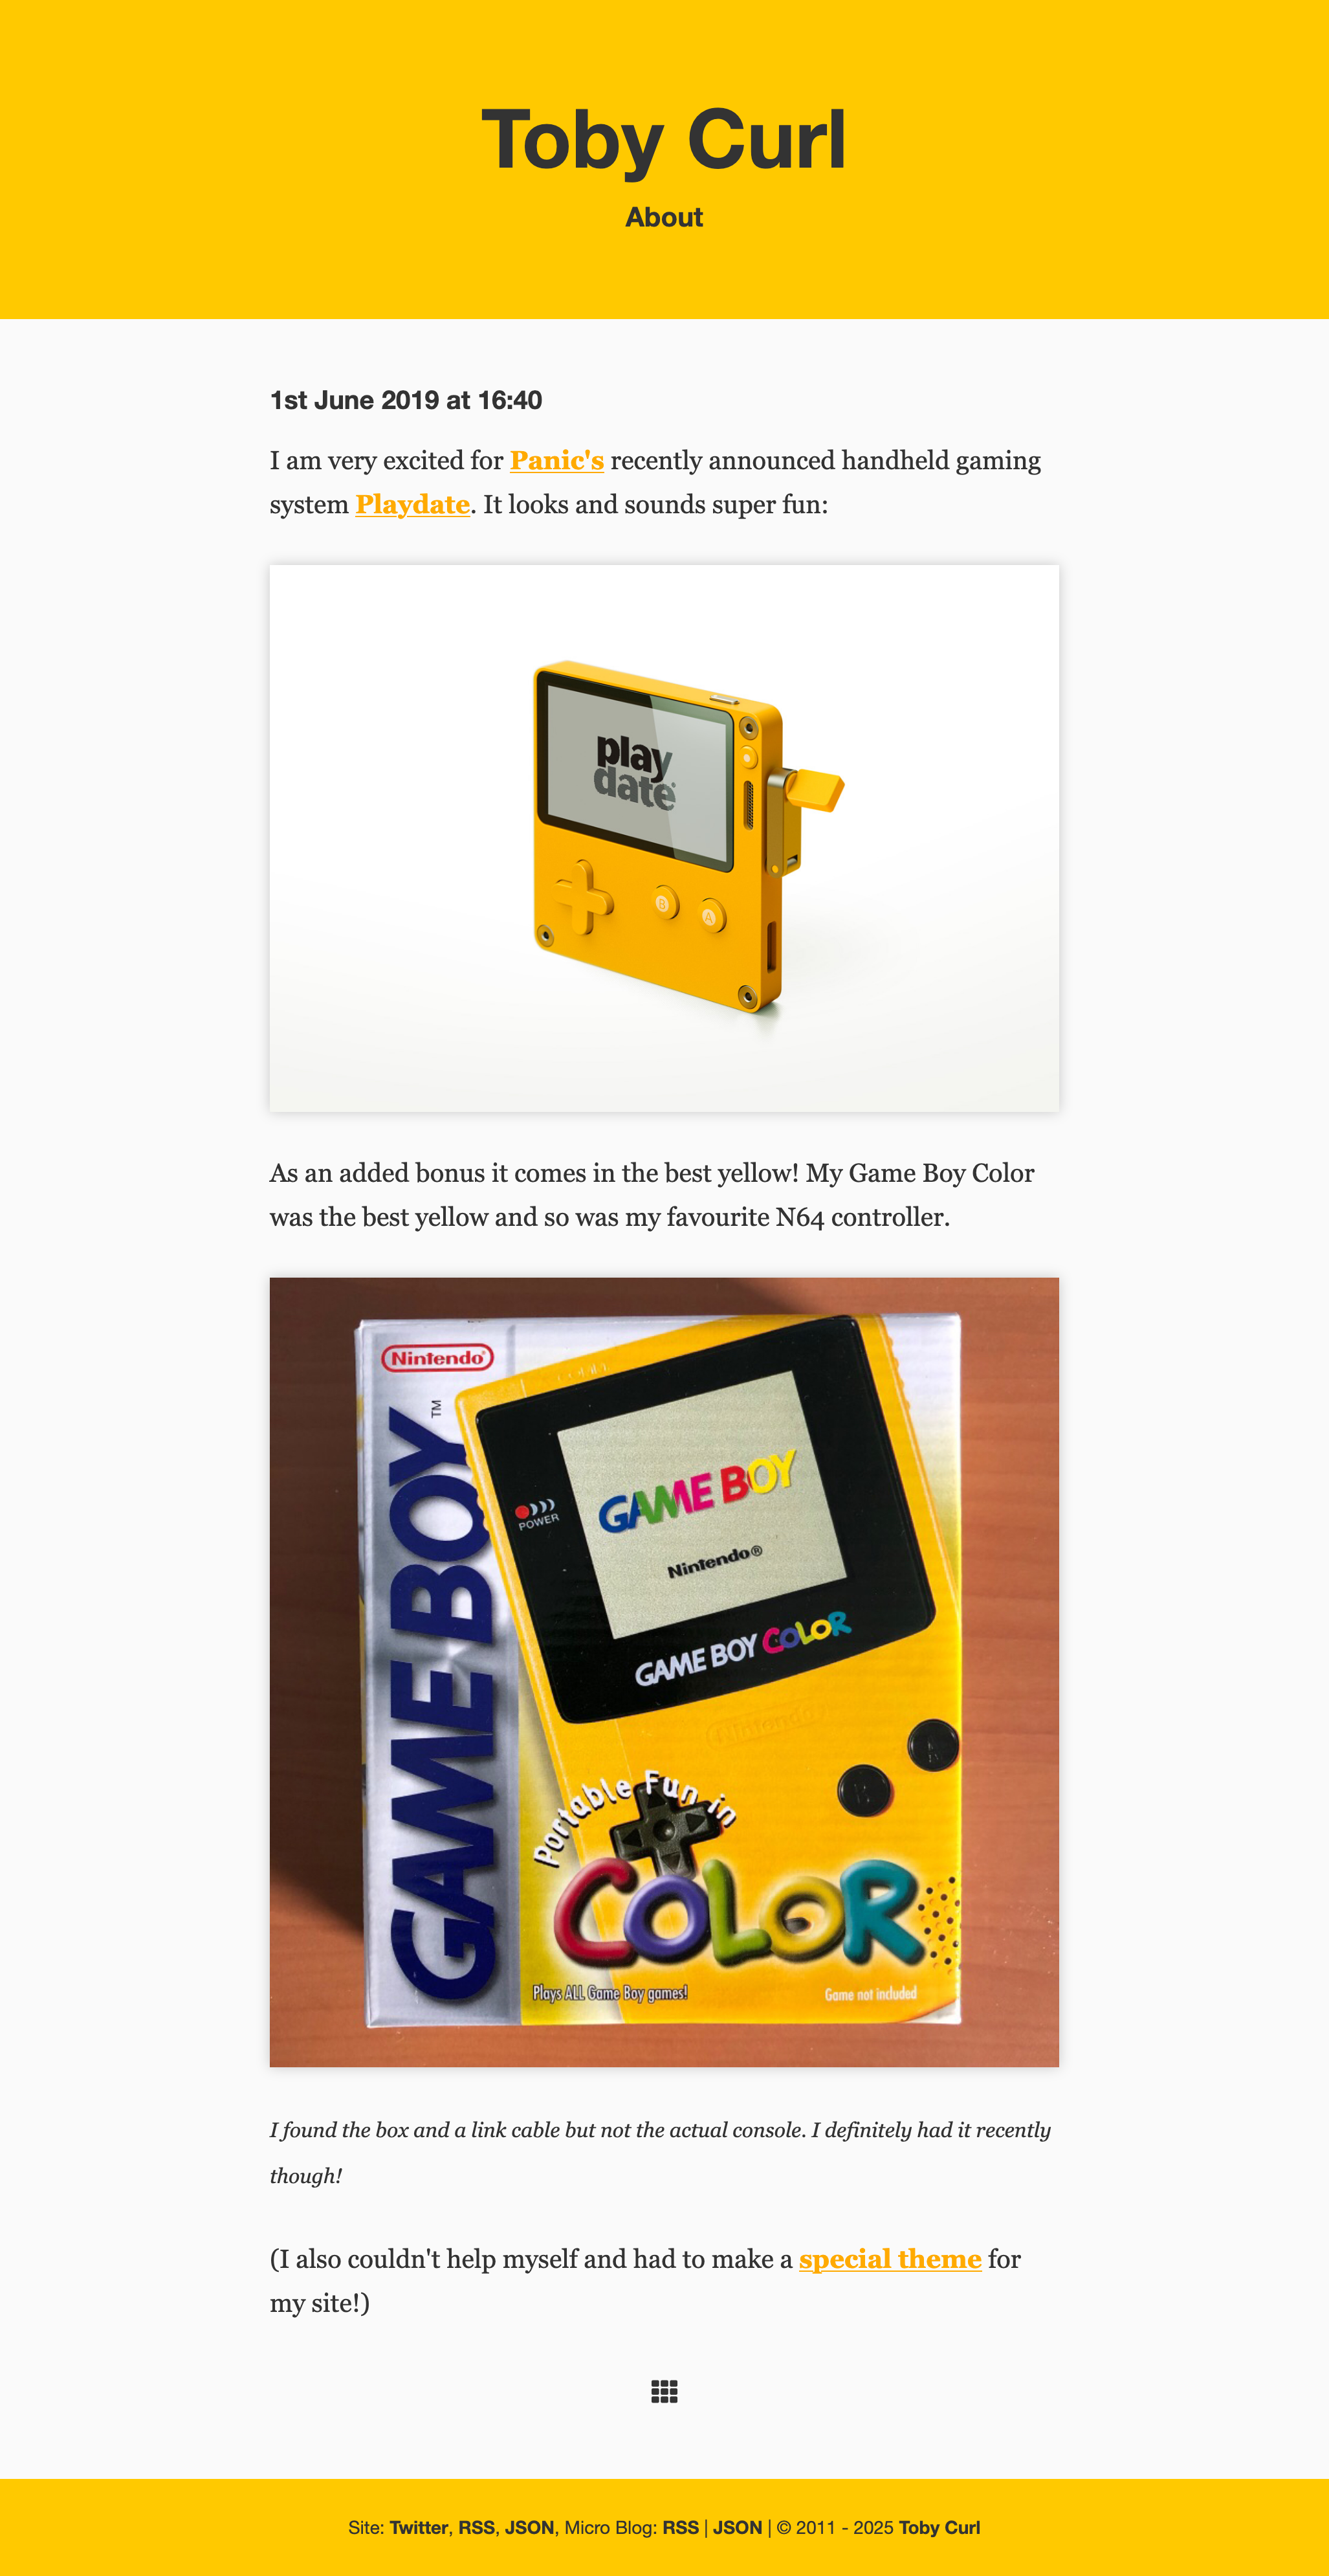 Toby Curl
About
1st June 2019 at 16:40
I am very excited for Panic's recently announced handheld gaming
system Playdate. It looks and sounds super fun:
play
date
B
A
As an added bonus it comes in the best yellow! My Game Boy Color
was the best yellow and so was my favourite N64 controller.
Nintendo®
GAME BOY™
POWER
GAME BOY
Nintendo®
GAME BOY COLOR
Nintendo
A
B
Portable Fun in
COLOR
Plays ALL Game Boy games!
Game not included
I found the box and a link cable but not the actual console. I definitely had it recently
though!
(I also couldn't help myself and had to make a special theme for
my site!)
Site: Twitter, RSS, JSON, Micro Blog: RSS | JSON | © 2011 - 2025 Toby Curl